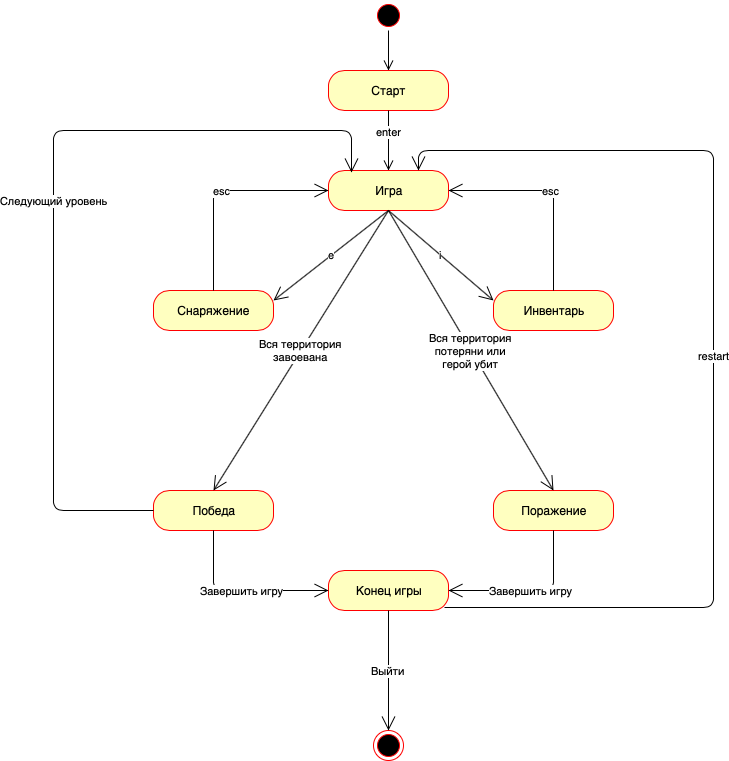 Старт
enter
Игра
esc
esc
Следующий уровень
e
i
Снаряжение
Инвентарь
Вся территория
завоевана
Вся территория
потеряни или
герой убит
restart
Победа
Поражение
Завершить игру
Конец игры
Завершить игру
Выйти